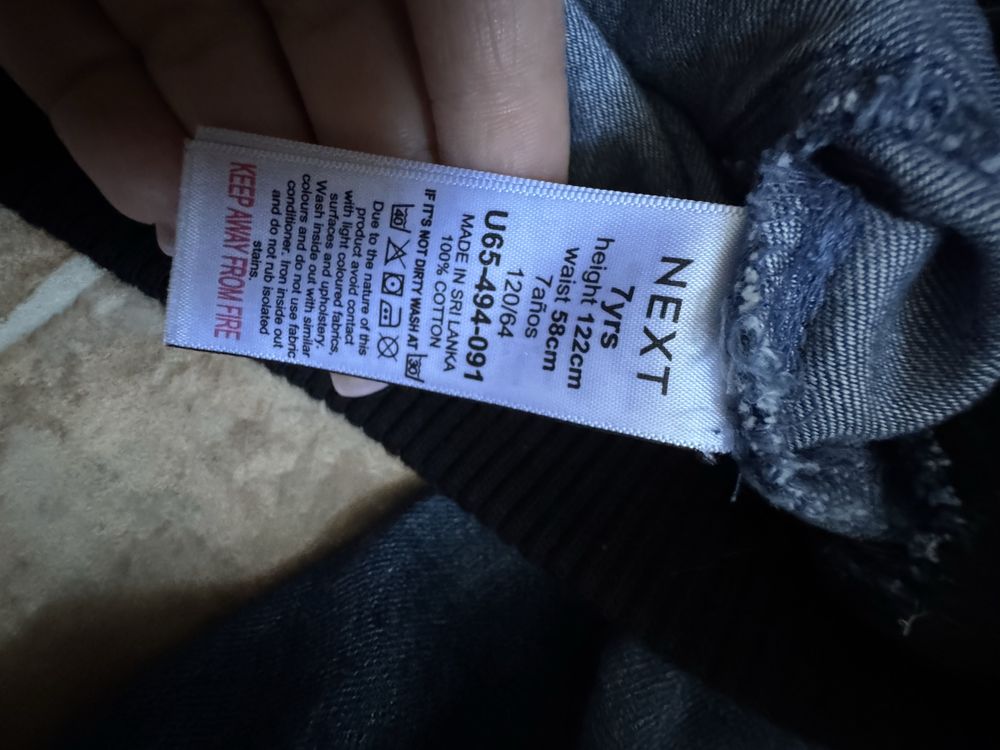 NEXT
7yrs
height 122cm
waist 58cm
7años
120/64
U65-494-091
MADE IN SRI LANKA
100% COTTON
IF IT'S NOT DIRTY WASH AT 30
40
Due to the nature of this
product avoid contact
with light coloured fabrics,
surfaces and upholstery.
Wash inside out with similar
colours and do not use fabric
conditioner. Iron inside out
and do not rub isolated
stains.
KEEP AWAY FROM FIRE